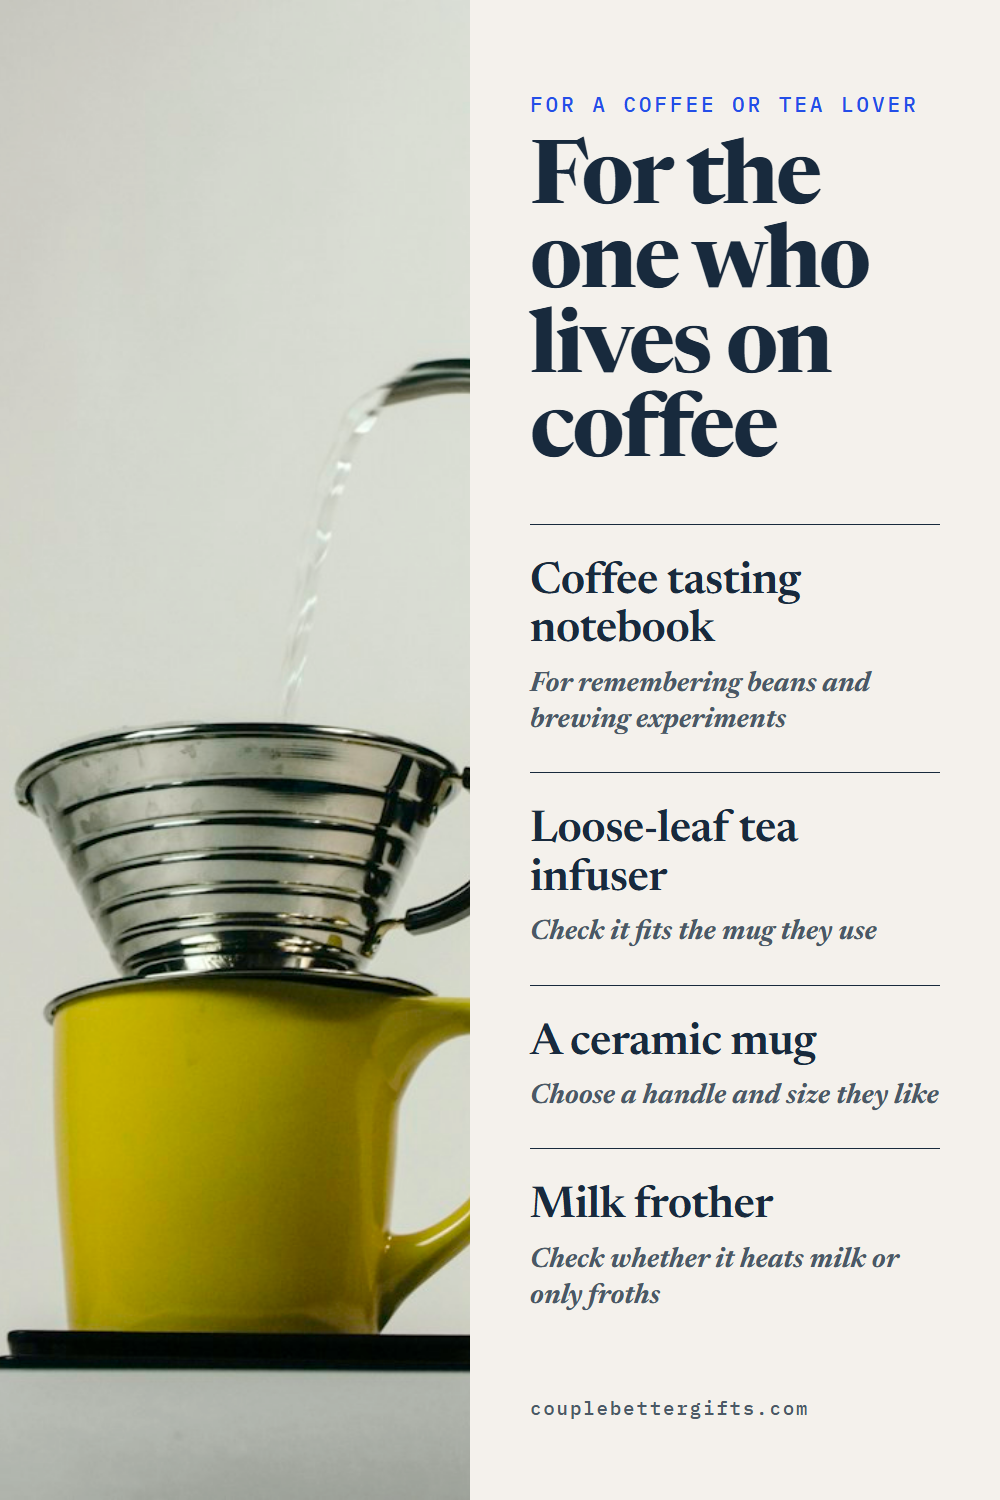 FOR A COFFEE OR TEA LOVER
For the
one who
lives on
coffee
Coffee tasting
notebook
For remembering beans and
brewing experiments
Loose-leaf tea
infuser
Check it fits the mug they use
A ceramic mug
Choose a handle and size they like
Milk frother
Check whether it heats milk or
only froths
couplebettergifts.com